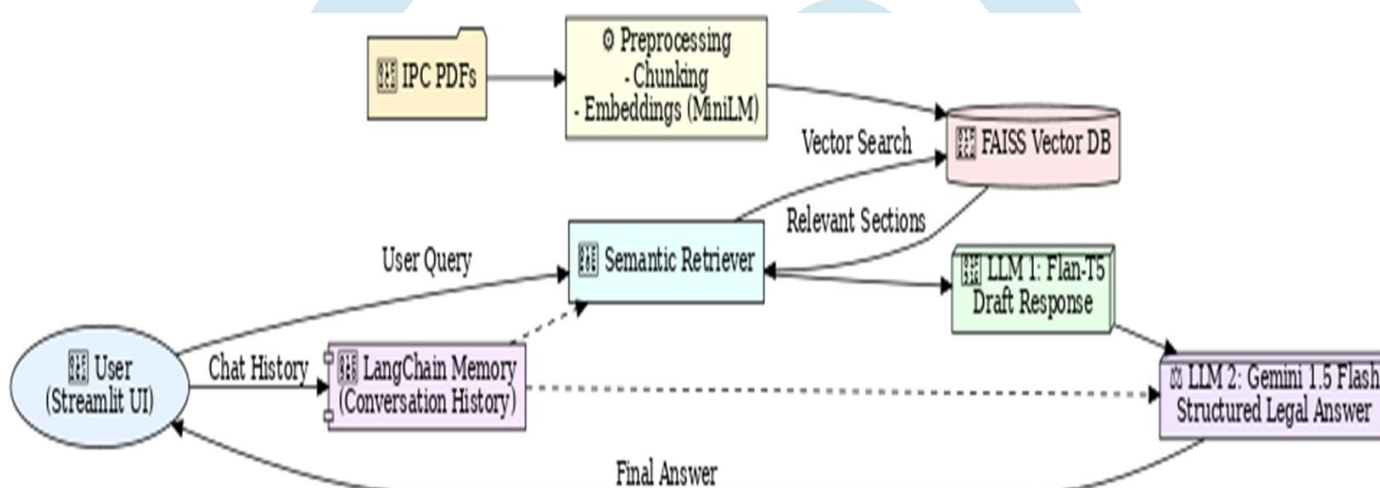 IPC PDFs
⚙ Preprocessing
- Chunking
- Embeddings (MiniLM)
Vector Search
FAISS Vector DB
Relevant Sections
User Query
Semantic Retriever
LLM 1: Flan-T5
Draft Response
User
(Streamlit UI)
Chat History
LangChain Memory
(Conversation History)
⚖ LLM 2: Gemini 1.5 Flash
Structured Legal Answer
Final Answer